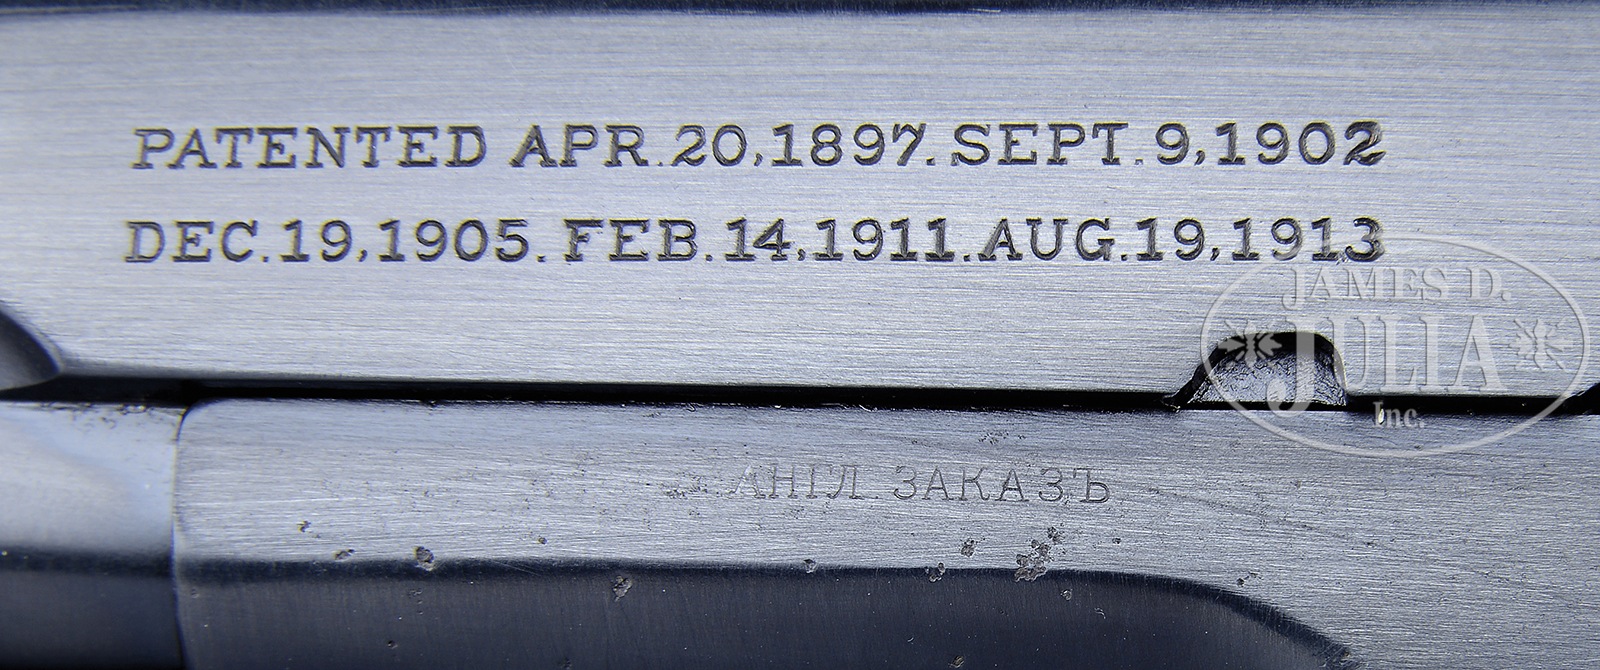 PATENTED APR.20,1897.SEPT.9,1902
DEC.19,1905.FEB.14,1911.AUG.19,1913
JAMES D.
JULIA
Inc.
АНГЛ. ЗАКАЗЪ